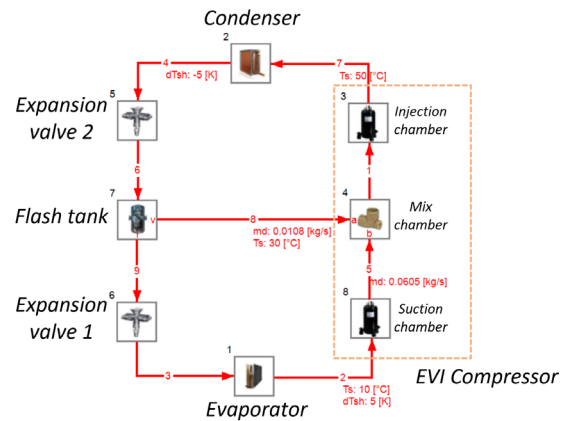 Condenser
2
4
7
dTsh: -5 [K]
Ts: 50 [°C]
5
3
Expansion
valve 2
Injection
chamber
6
1
7
4
Flash tank
v
8
a
Mix
chamber
l
b
md: 0.0108 [kg/s]
Ts: 30 [°C]
9
5
md: 0.0605 [kg/s]
6
8
Expansion
valve 1
Suction
chamber
1
3
2
EVI Compressor
Ts: 10 [°C]
dTsh: 5 [K]
Evaporator